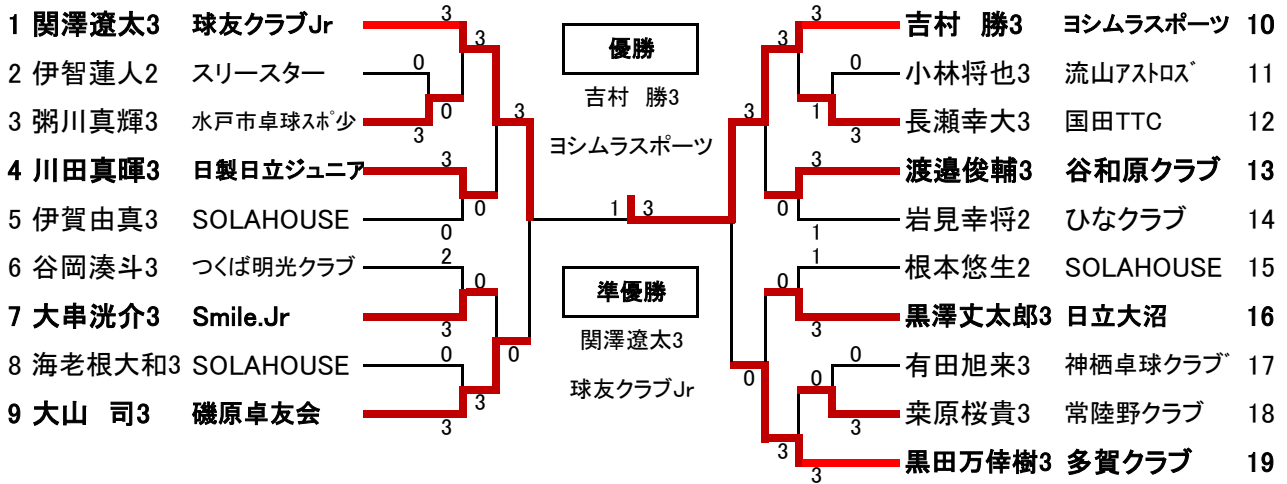 1 関澤遼太3 球友クラブJr
2 伊智蓮人2 スリースター
3 粥川真輝3 水戸市卓球スポ少
4 川田真暉3 日製日立ジュニア
5 伊賀由真3 SOLAHOUSE
6 谷岡湊斗3 つくば明光クラブ
7 大串洸介3 Smile.Jr
8 海老根大和3 SOLAHOUSE
9 大山 司3 磯原卓友会
3
0
3
3
0
2
3
0
3
3
0
0
0
3
3
0
優勝
吉村 勝3
ヨシムラスポーツ
1 3
準優勝
関澤遼太3
球友クラブJr
3
0
3
1
0
0
3
3
1
0
3
3
1
1
3
0
0
3
3
吉村 勝3 ヨシムラスポーツ 10
小林将也3 流山アストロズ 11
長瀬幸大3 国田TTC 12
渡邉俊輔3 谷和原クラブ 13
岩見幸将2 ひなクラブ 14
根本悠生2 SOLAHOUSE 15
黒澤丈太郎3 日立大沼 16
有田旭来3 神栖卓球クラブ 17
桒原桜貴3 常陸野クラブ 18
黒田万倖樹3 多賀クラブ 19